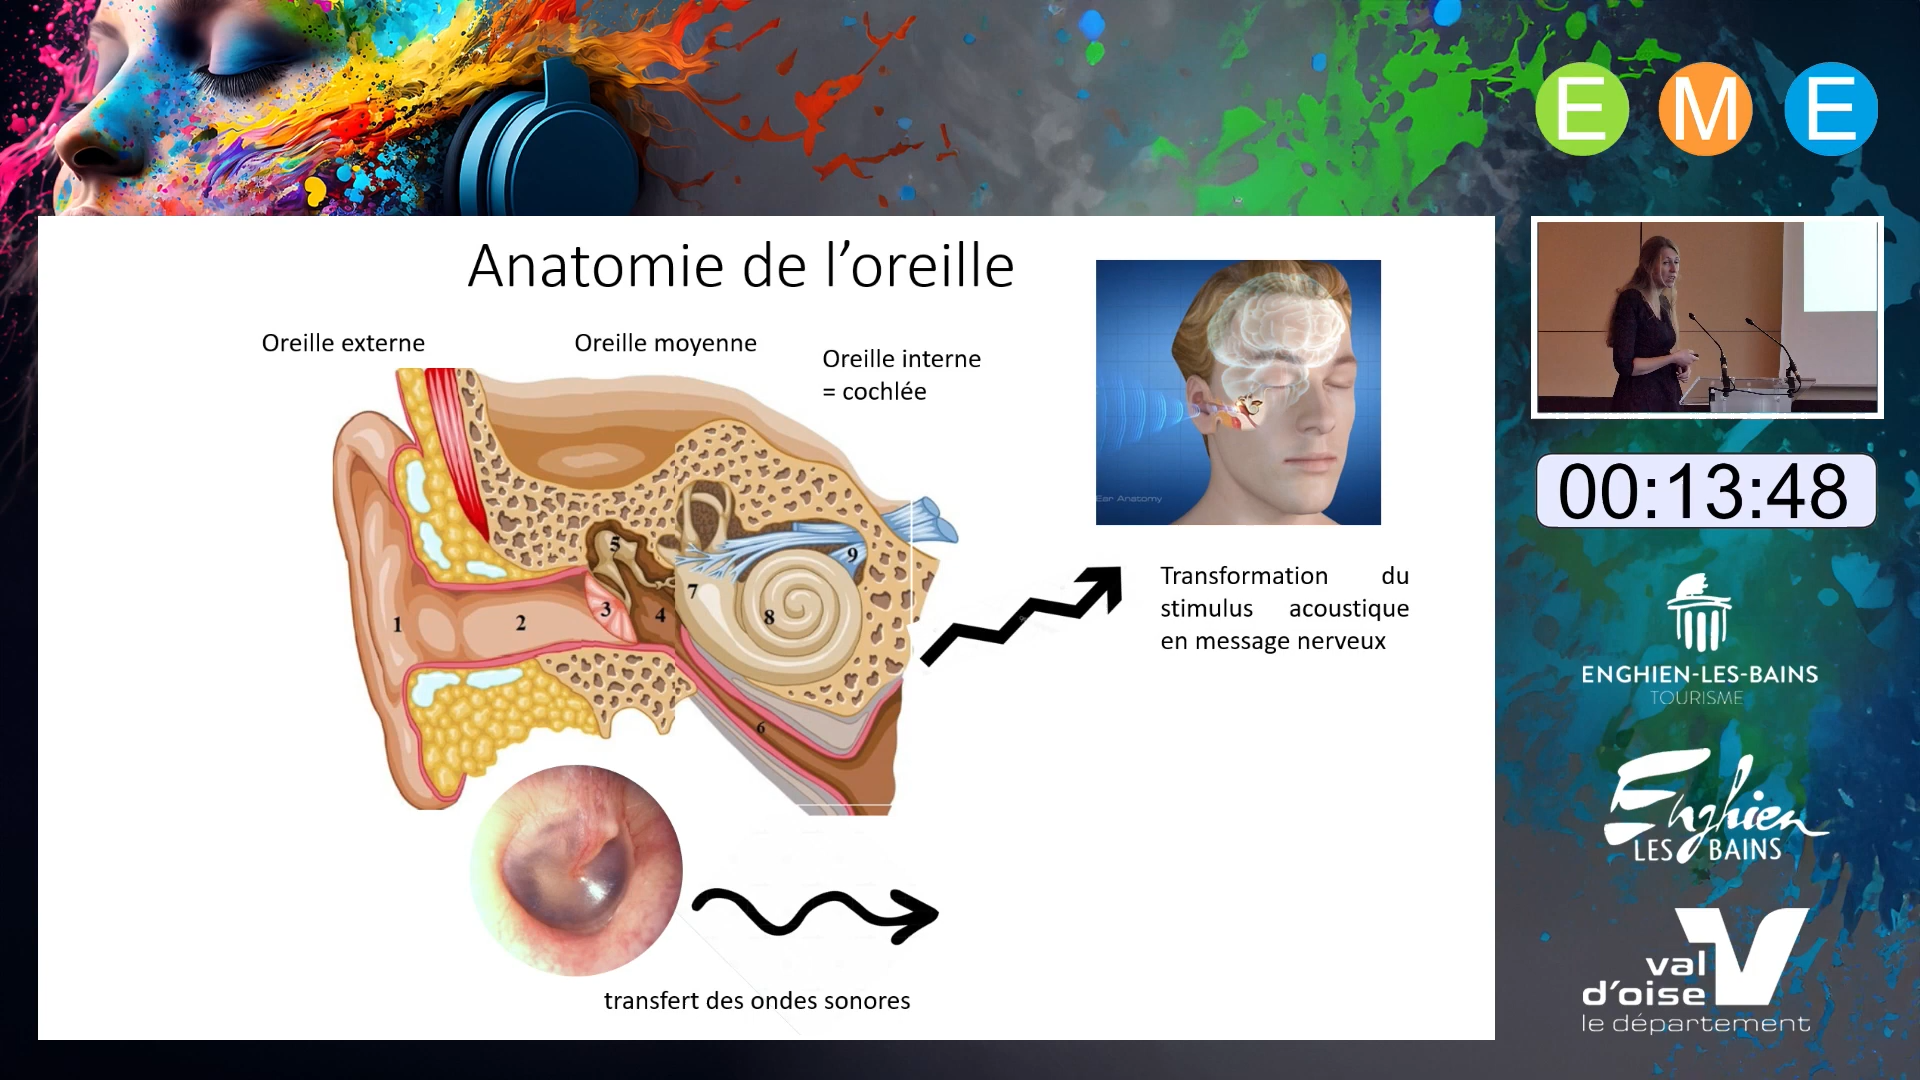 E M E
Anatomie de l’oreille
Oreille externe
Oreille moyenne
Oreille interne
= cochlée
Ear Anatomy
00:13:48
5
9
7
3
4
8
1
2
6
Transformation du
stimulus acoustique
en message nerveux
ENGHIEN-LES-BAINS
TOURISME
Enghien
LES BAINS
transfert des ondes sonores
val
d'oise
le département